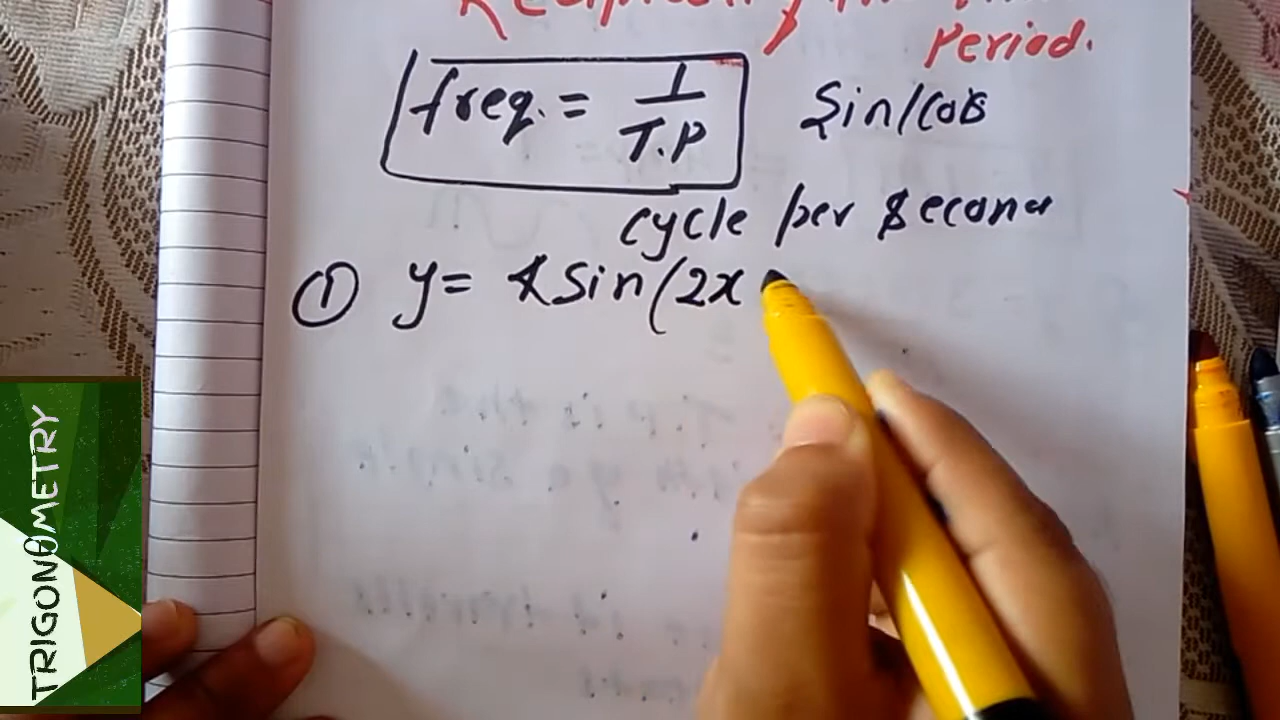 Period.
freq. = 1/T.P
Sin/Cos
cycle per second
① y= 4Sin(2x
TRIGONOMETRY